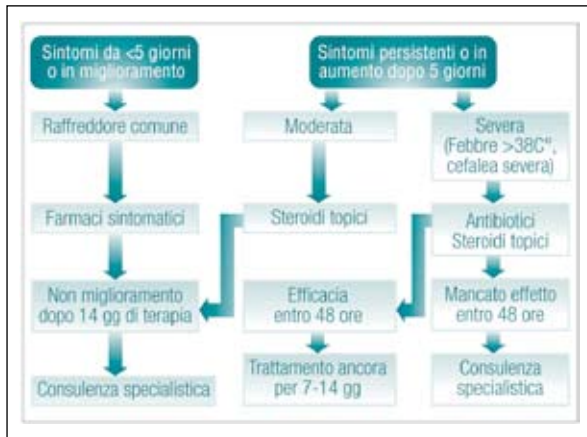 Sintomi da <5 giorni
o in miglioramento
Sintomi persistenti o in
aumento dopo 5 giorni
Raffreddore comune
Moderata
Severa
(Febbre >38C°,
cefalea severa)
Farmaci sintomatici
Steroidi topici
Antibiotici
Steroidi topici
Non miglioramento
dopo 14 gg di terapia
Efficacia
entro 48 ore
Mancato effetto
entro 48 ore
Consulenza specialistica
Trattamento ancora
per 7-14 gg
Consulenza
specialistica